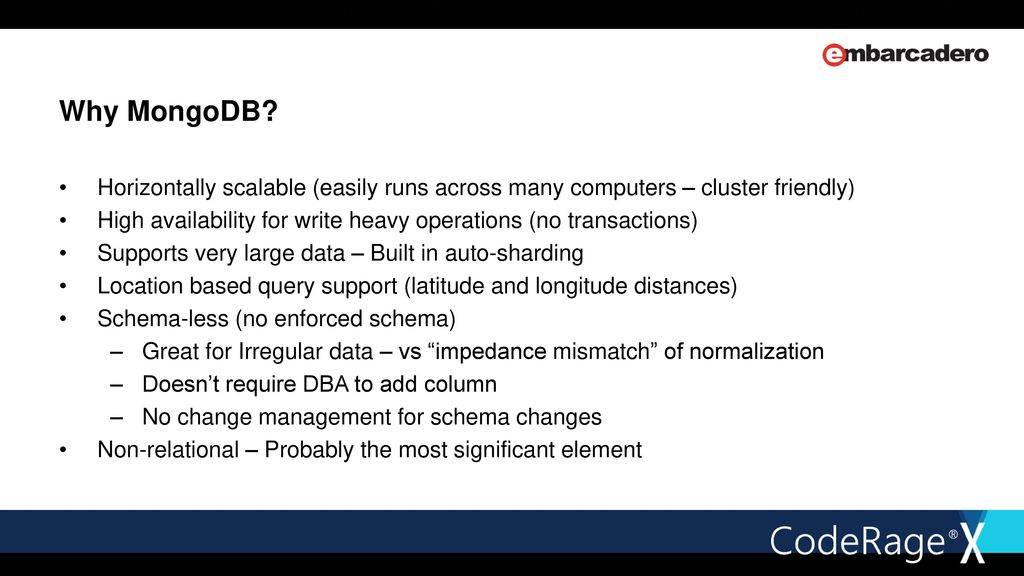 embarcadero
Why MongoDB?
• Horizontally scalable (easily runs across many computers – cluster friendly)
• High availability for write heavy operations (no transactions)
• Supports very large data – Built in auto-sharding
• Location based query support (latitude and longitude distances)
• Schema-less (no enforced schema)
– Great for Irregular data – vs “impedance mismatch” of normalization
– Doesn’t require DBA to add column
– No change management for schema changes
• Non-relational – Probably the most significant element
CodeRage® X